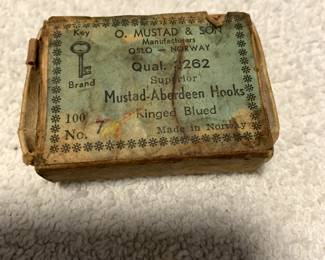 Key
Brand
O. MUSTAD & SON
Manufacturers
OSLO - NORWAY
Qual. 3262
Superior
Mustad-Aberdeen Hooks
100 Kinged Blued
No. 7 Made in Norway